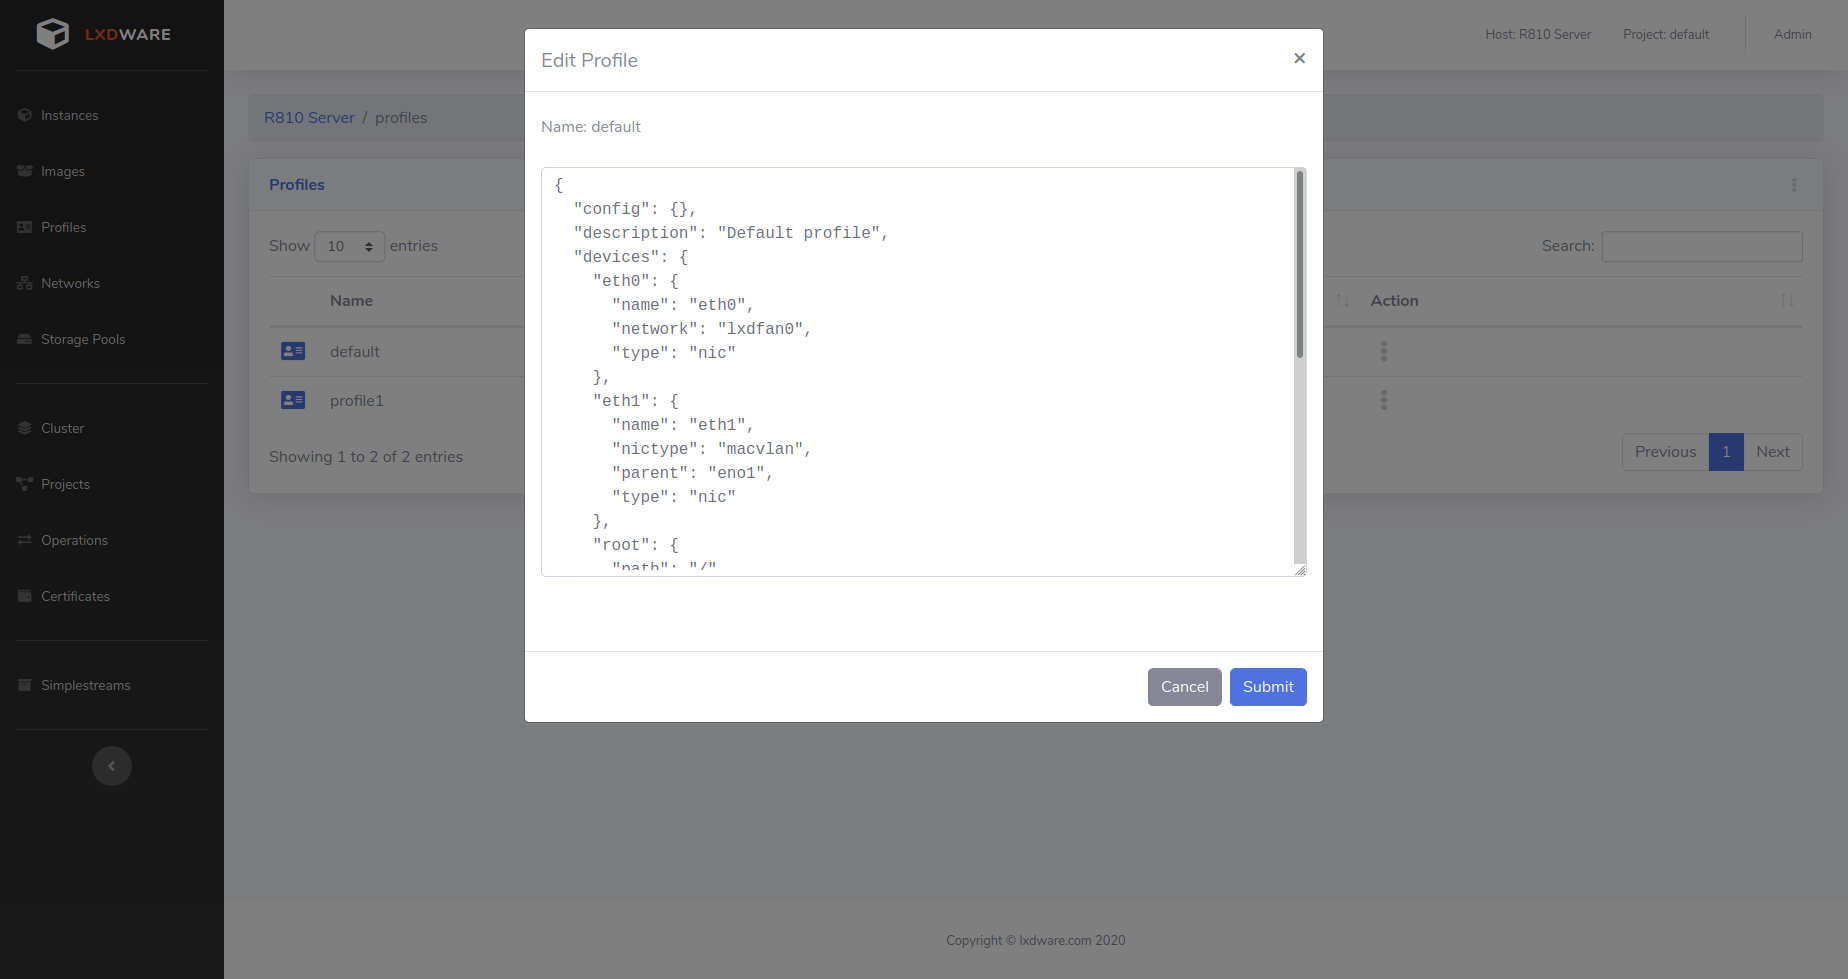 LXDWARE
Instances
Images
Profiles
Networks
Storage Pools
Cluster
Projects
Operations
Certificates
Simplestreams
Host: R810 Server
Project: default
Admin
R810 Server / profiles
Profiles
Show 10 entries
Search:
Name
Action
default
profile1
Showing 1 to 2 of 2 entries
Previous 1 Next
Edit Profile
×
Name: default
{
  "config": {},
  "description": "Default profile",
  "devices": {
    "eth0": {
      "name": "eth0",
      "network": "lxdfan0",
      "type": "nic"
    },
    "eth1": {
      "name": "eth1",
      "nictype": "macvlan",
      "parent": "eno1",
      "type": "nic"
    },
    "root": {
      "path": "/"
Cancel
Submit
Copyright © lxdware.com 2020